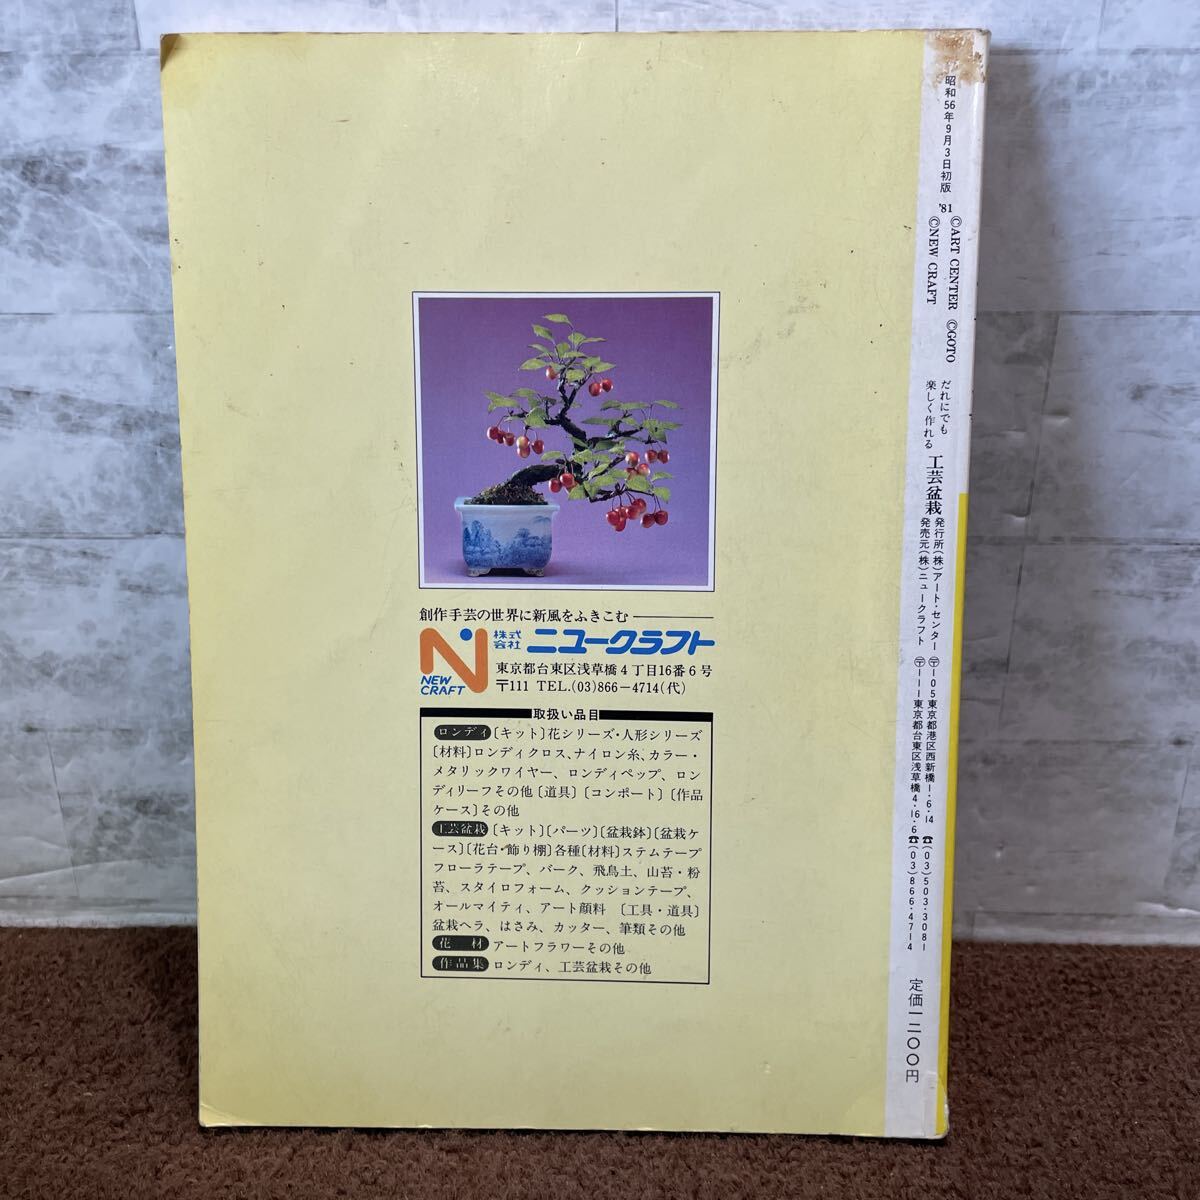 昭和56年9月3日初版
'81
©ART CENTER ©GOTO
©NEW CRAFT
だれにでも
楽しく作れる
工芸盆栽
発行所(株)アート・センター 〒105東京都港区西新橋1・6・14 ☎(03)503・3081
発売元(株)ニュークラフト 〒111東京都台東区浅草橋4・16・6☎(03)866・4714
定価一二〇〇円
創作手芸の世界に新風をふきこむ
NEW
CRAFT
株式
会社
ニュークラフト
東京都台東区浅草橋4丁目16番6号
〒111 TEL.(03)866-4714(代)
取扱い品目
ロンディ〔キット〕花シリーズ・人形シリーズ
〔材料〕ロンディクロス、ナイロン糸、カラー・
メタリックワイヤー、ロンディペップ、ロン
ディリーフその他〔道具〕〔コンポート〕〔作品
ケース〕その他
工芸盆栽〔キット〕〔パーツ〕〔盆栽鉢〕〔盆栽ケ
ース〕〔花台・飾り棚〕各種〔材料〕ステムテープ
フローラテープ、バーク、飛鳥土、山苔・粉
苔、スタイロフォーム、クッションテープ、
オールマイティ、アート顔料 〔工具・道具〕
盆栽ヘラ、はさみ、カッター、筆類その他
花材 アートフラワーその他
作品集 ロンディ、工芸盆栽その他